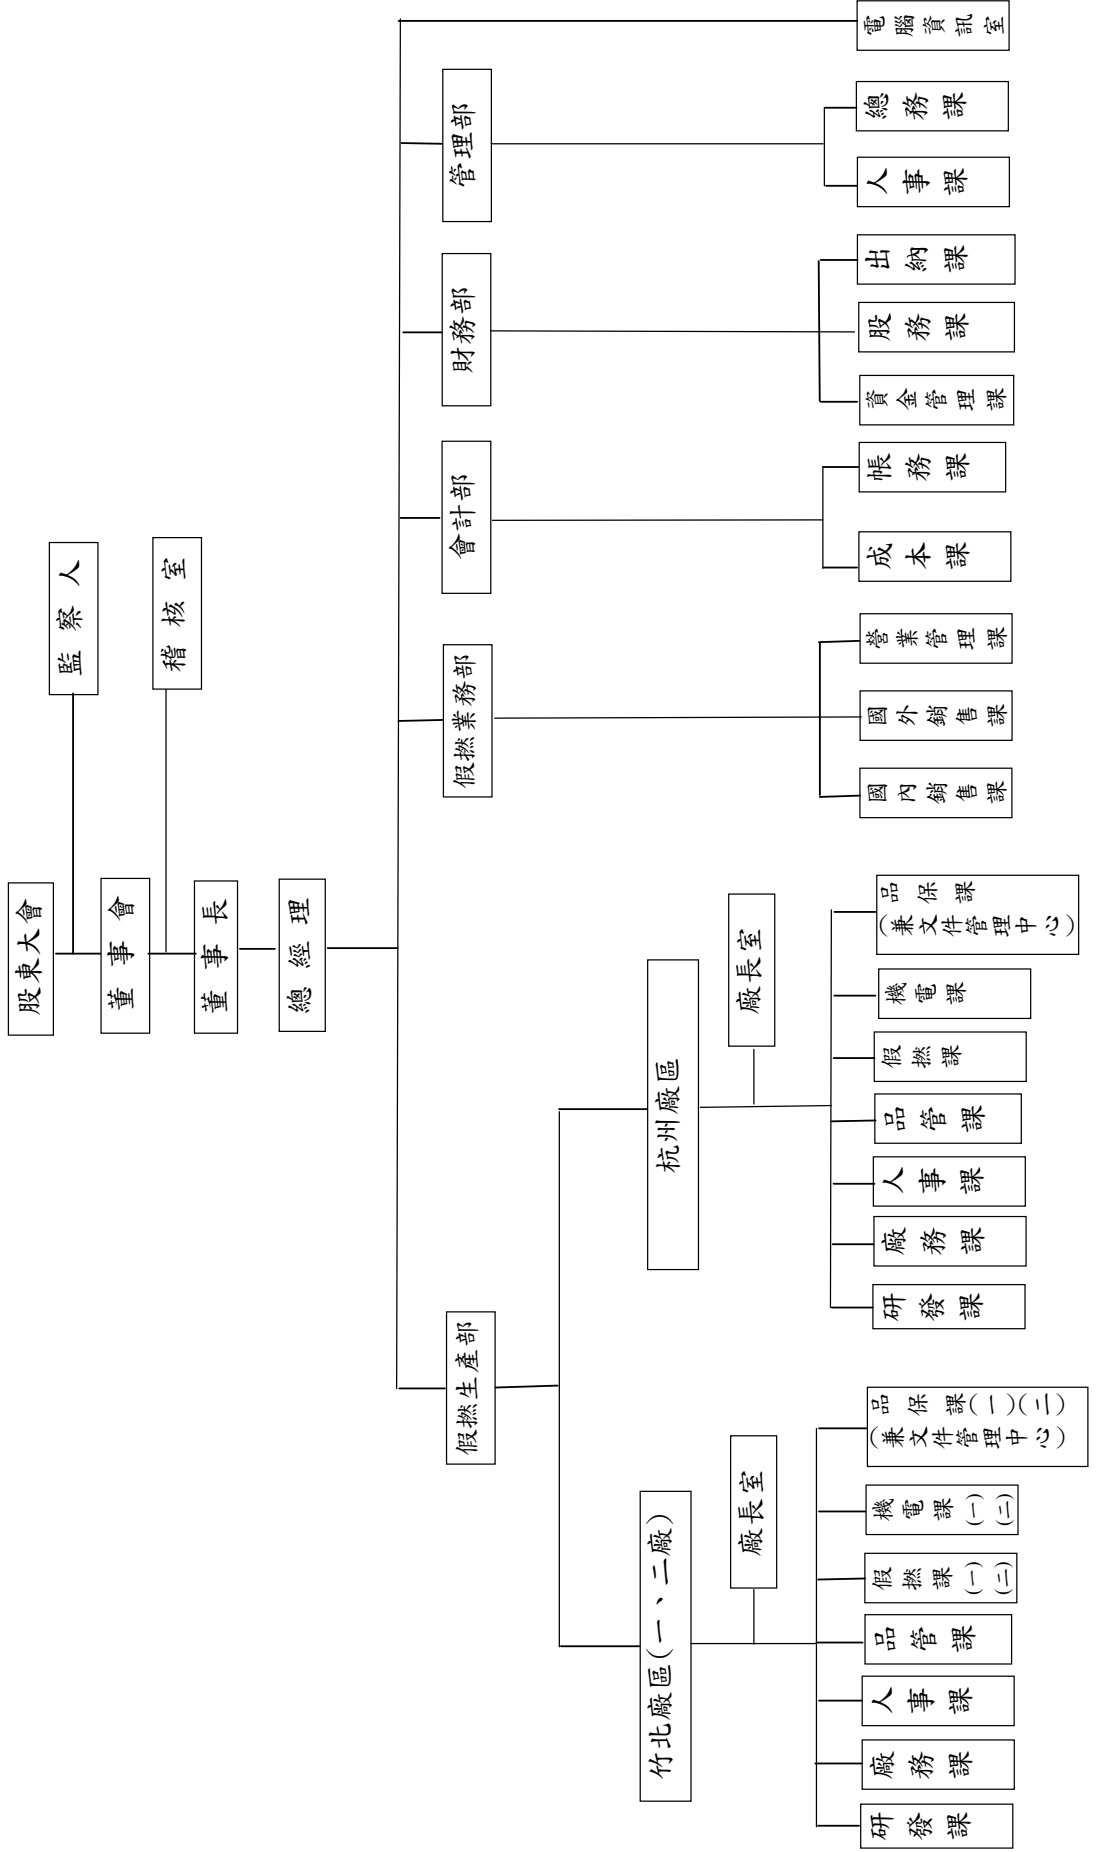 股東大會
監察人
董事會
稽核室
董事長
總經理
假撚生產部
假撚業務部
會計部
財務部
管理部
竹北廠區(一、二廠)
杭州廠區
廠長室
廠長室
研發課
廠務課
人事課
品管課
假撚課(一)(二)
機電課(一)(二)
品保課(一)(二)
(兼文件管理中心)
研發課
廠務課
人事課
品管課
假撚課
機電課
品保課
(兼文件管理中心)
國內銷售課
國外銷售課
營業管理課
成本課
帳務課
資金管理課
股務課
出納課
人事課
總務課
電腦資訊室